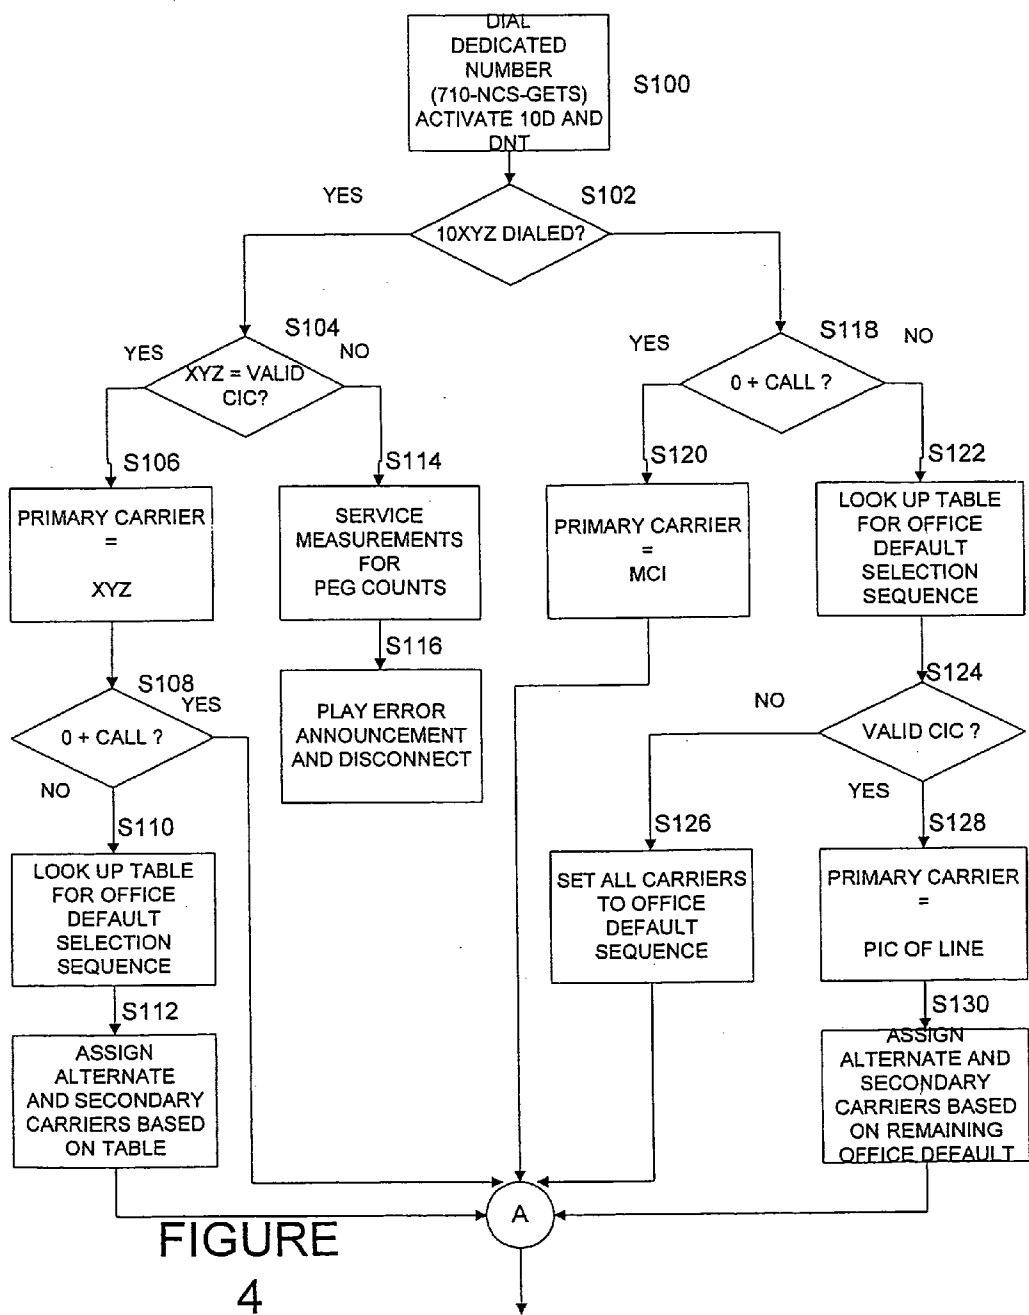 DIAL
DEDICATED
NUMBER
(710-NCS-GETS)
ACTIVATE 10D AND
DNT
S100
YES
S102
10XYZ DIALED?
S104
YES
NO
XYZ = VALID
CIC?
S118
YES
NO
0 + CALL ?
S106
PRIMARY CARRIER
=
XYZ
S114
SERVICE
MEASUREMENTS
FOR
PEG COUNTS
S120
PRIMARY CARRIER
=
MCI
S122
LOOK UP TABLE
FOR OFFICE
DEFAULT
SELECTION
SEQUENCE
S116
PLAY ERROR
ANNOUNCEMENT
AND DISCONNECT
S108
YES
0 + CALL ?
NO
S124
NO
VALID CIC ?
YES
S110
LOOK UP TABLE
FOR OFFICE
DEFAULT
SELECTION
SEQUENCE
S126
SET ALL CARRIERS
TO OFFICE
DEFAULT
SEQUENCE
S128
PRIMARY CARRIER
=
PIC OF LINE
S112
ASSIGN
ALTERNATE
AND SECONDARY
CARRIERS BASED
ON TABLE
S130
ASSIGN
ALTERNATE AND
SECONDARY
CARRIERS BASED
ON REMAINING
OFFICE DEFAULT
A
FIGURE
4